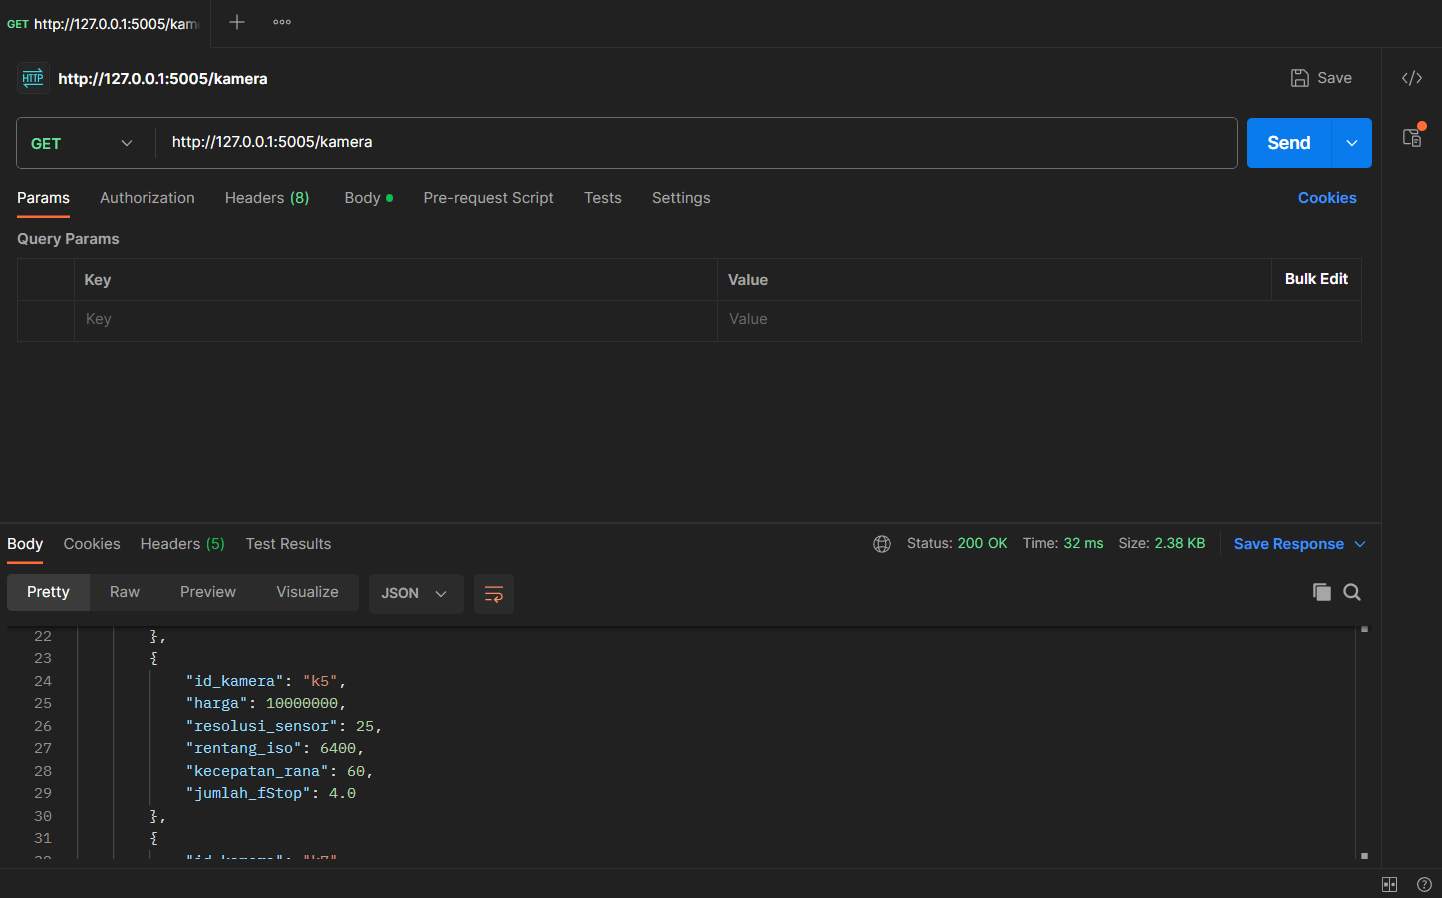 GET http://127.0.0.1:5005/kam
HTTP http://127.0.0.1:5005/kamera
Save
GET http://127.0.0.1:5005/kamera
Send
Params Authorization Headers (8) Body Pre-request Script Tests Settings Cookies
Query Params
Key Value Bulk Edit
Key Value
Body Cookies Headers (5) Test Results Status: 200 OK Time: 32 ms Size: 2.38 KB Save Response
Pretty Raw Preview Visualize JSON
22 },
23 {
24 "id_kamera": "k5",
25 "harga": 10000000,
26 "resolusi_sensor": 25,
27 "rentang_iso": 6400,
28 "kecepatan_rana": 60,
29 "jumlah_fStop": 4.0
30 },
31 {
"id_kamera": "k7"